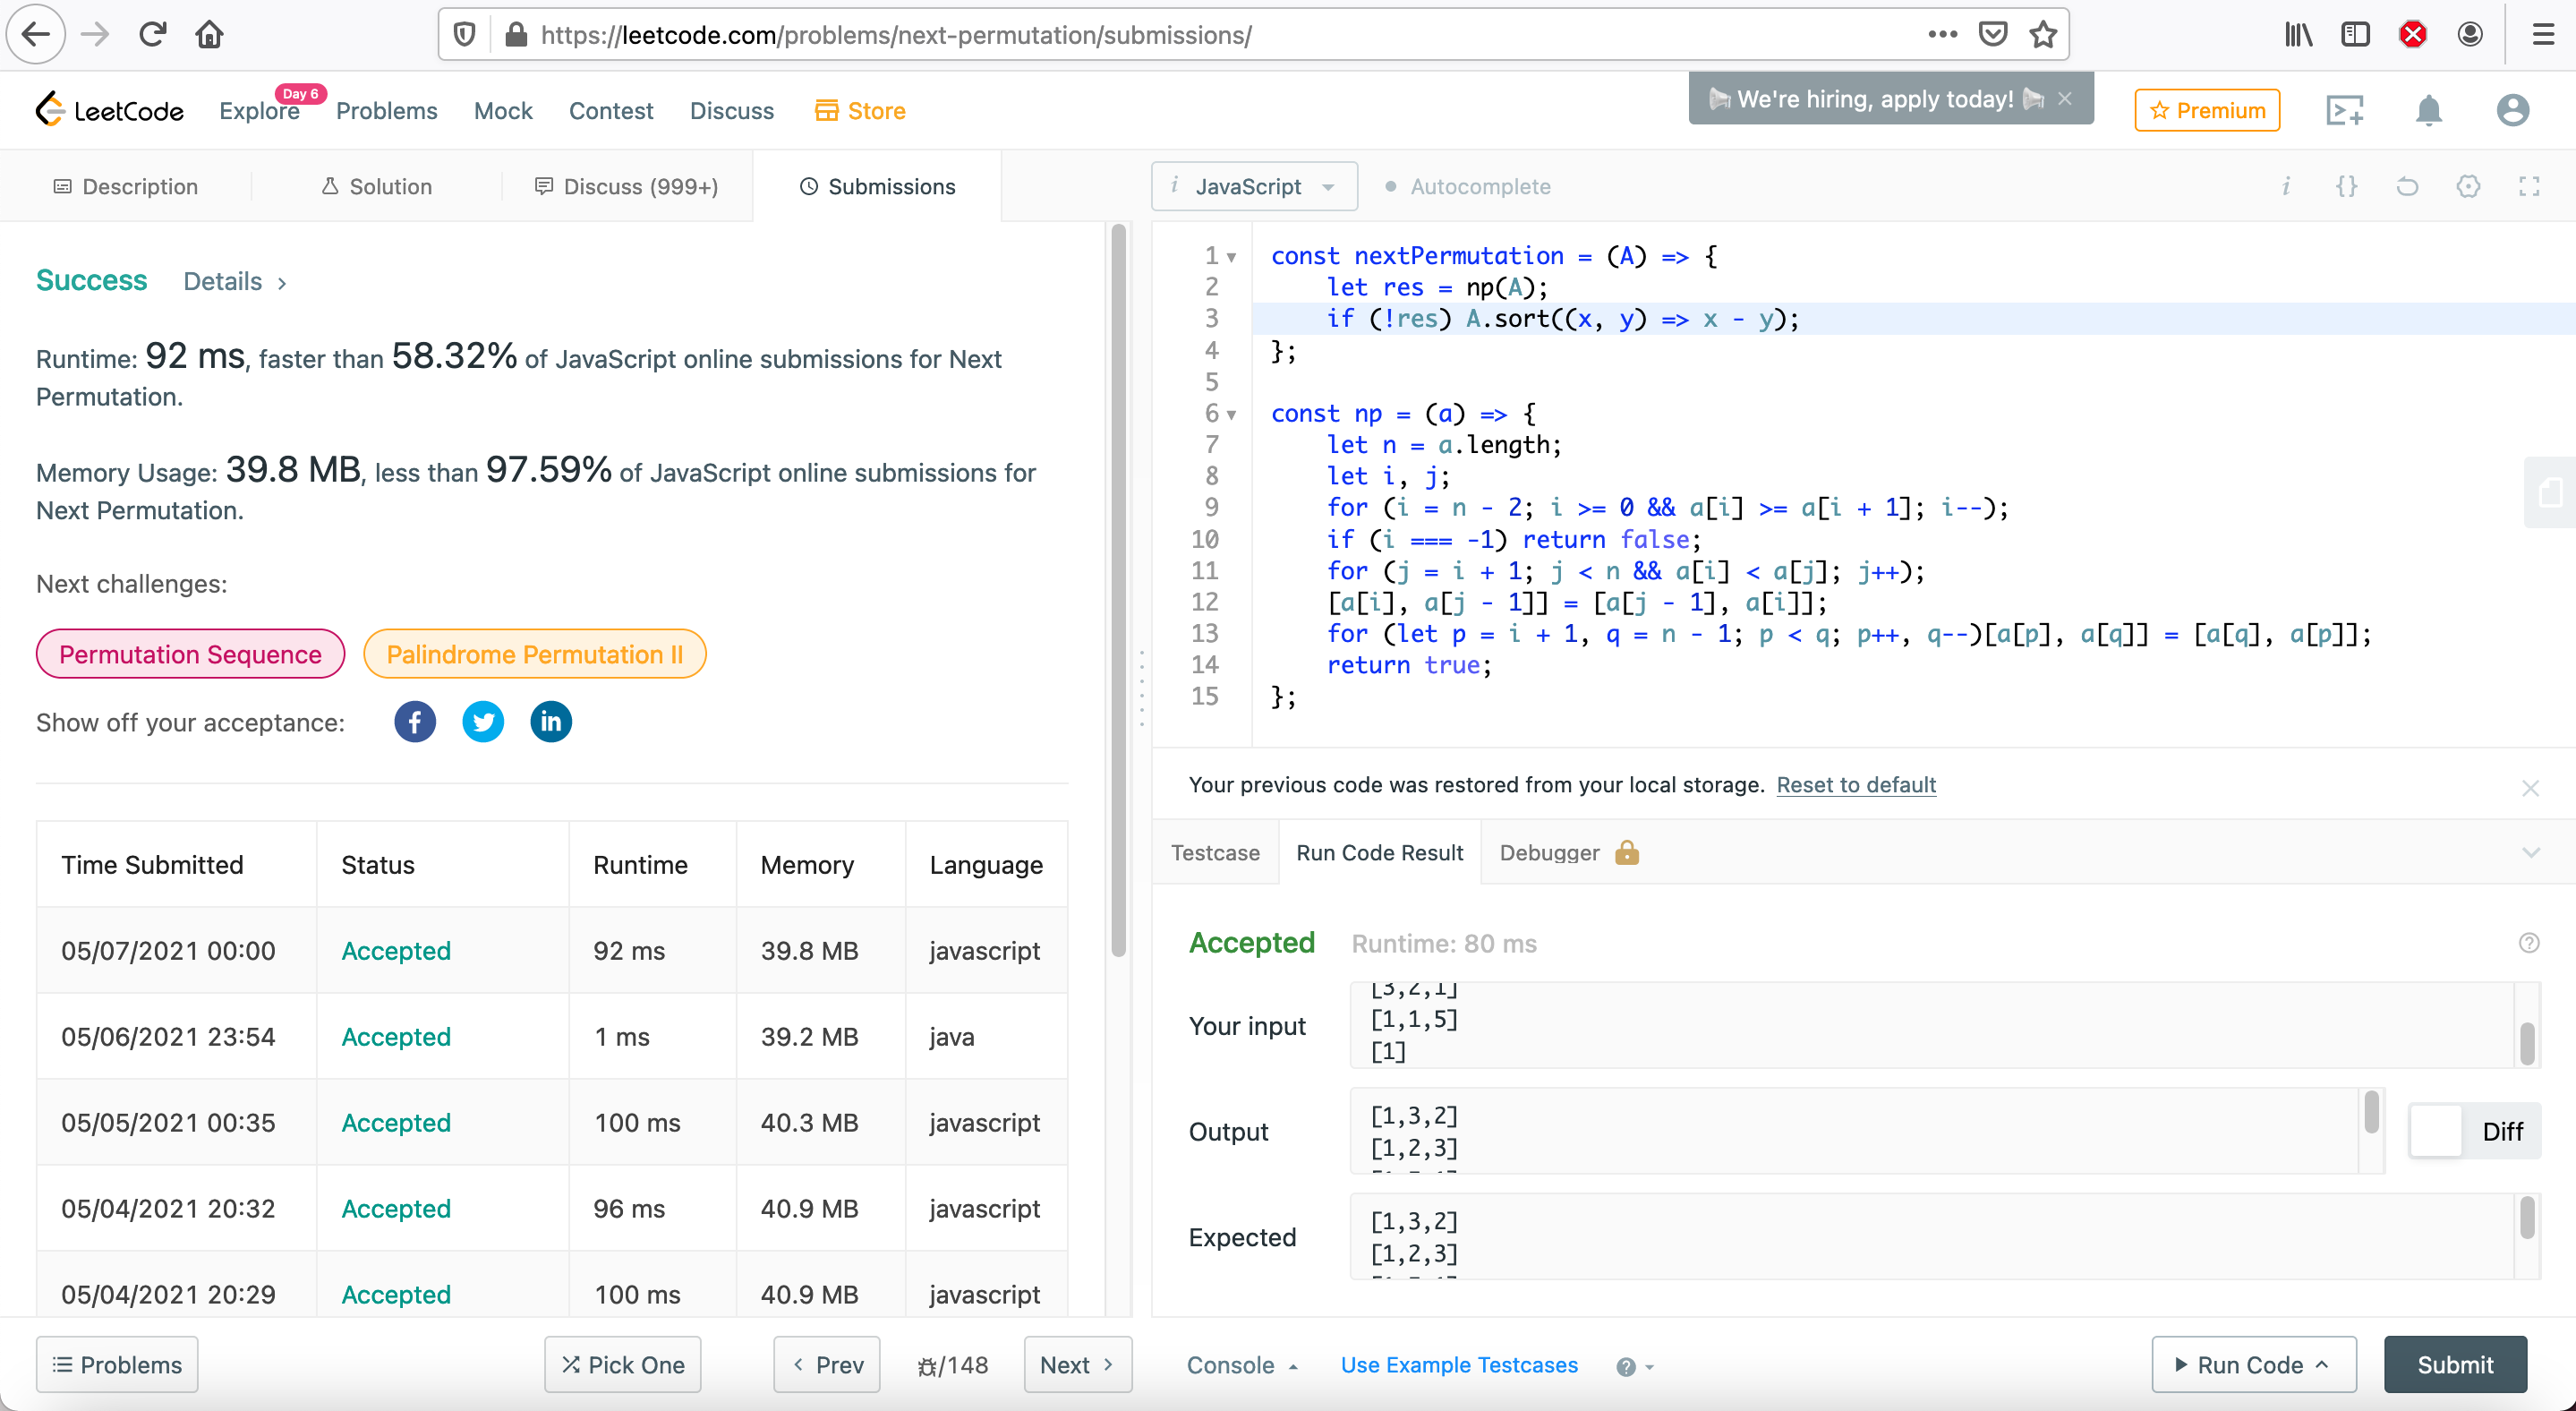 https://leetcode.com/problems/next-permutation/submissions/
LeetCode
Explore
Day 6
Problems
Mock
Contest
Discuss
Store
We're hiring, apply today!
Premium
Description
Solution
Discuss (999+)
Submissions
Success
Details
Runtime: 92 ms, faster than 58.32% of JavaScript online submissions for Next
Permutation.
Memory Usage: 39.8 MB, less than 97.59% of JavaScript online submissions for
Next Permutation.
Next challenges:
Permutation Sequence
Palindrome Permutation II
Show off your acceptance:
Time Submitted Status Runtime Memory Language
05/07/2021 00:00 Accepted 92 ms 39.8 MB javascript
05/06/2021 23:54 Accepted 1 ms 39.2 MB java
05/05/2021 00:35 Accepted 100 ms 40.3 MB javascript
05/04/2021 20:32 Accepted 96 ms 40.9 MB javascript
05/04/2021 20:29 Accepted 100 ms 40.9 MB javascript
Problems
Pick One
Prev
/148
Next
i JavaScript
Autocomplete
i {}
1 const nextPermutation = (A) => {
2 let res = np(A);
3 if (!res) A.sort((x, y) => x - y);
4 };
5
6 const np = (a) => {
7 let n = a.length;
8 let i, j;
9 for (i = n - 2; i >= 0 && a[i] >= a[i + 1]; i--);
10 if (i === -1) return false;
11 for (j = i + 1; j < n && a[i] < a[j]; j++);
12 [a[i], a[j - 1]] = [a[j - 1], a[i]];
13 for (let p = i + 1, q = n - 1; p < q; p++, q--)[a[p], a[q]] = [a[q], a[p]];
14 return true;
15 };
Your previous code was restored from your local storage. Reset to default
Testcase
Run Code Result
Debugger
Accepted
Runtime: 80 ms
Your input
[3,2,1]
[1,1,5]
[1]
Output
[1,3,2]
[1,2,3]
Diff
Expected
[1,3,2]
[1,2,3]
Console
Use Example Testcases
Run Code
Submit